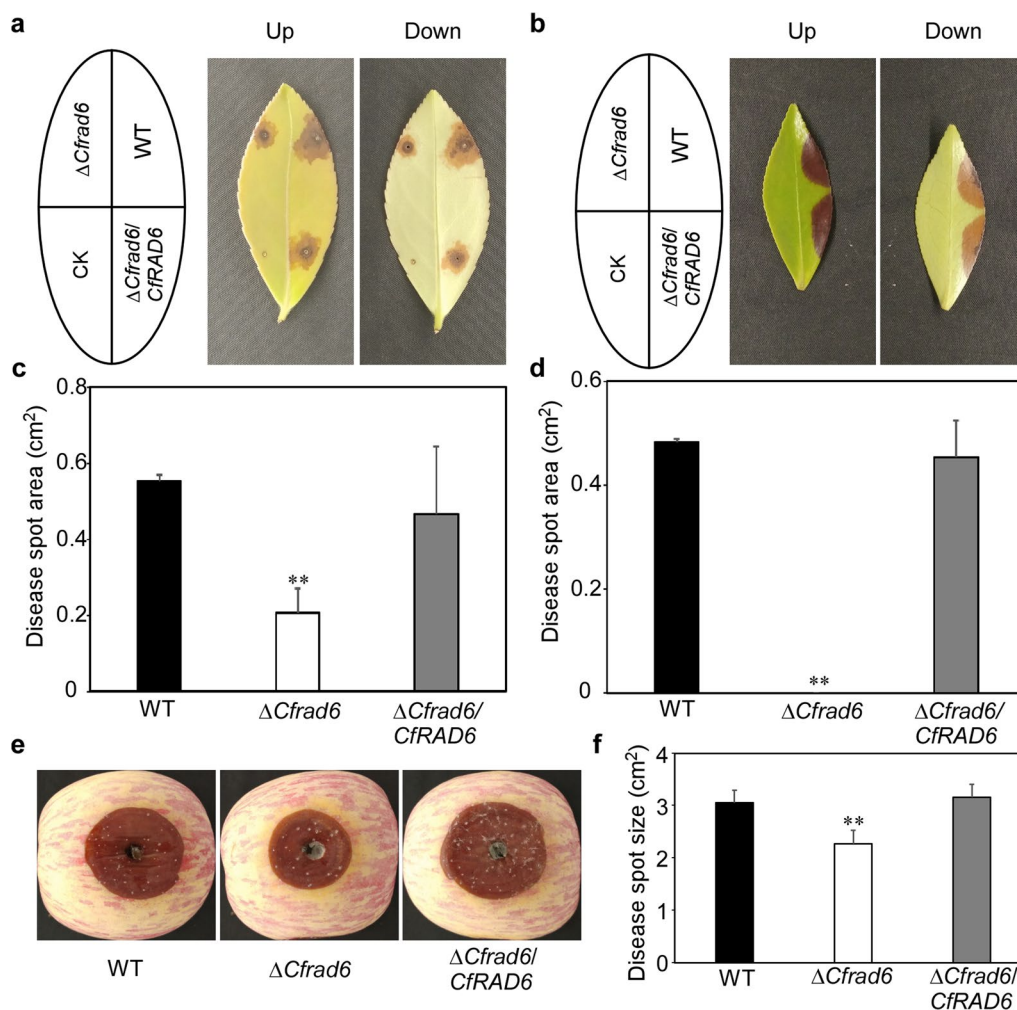 a
Up
Down
ΔCfrad6
WT
CK
ΔCfrad6/
CfRAD6
b
Up
Down
ΔCfrad6
WT
CK
ΔCfrad6/
CfRAD6
c
Disease spot area (cm²)
0.8
0.6
0.4
0.2
0
**
WT
ΔCfrad6
ΔCfrad6/
CfRAD6
d
Disease spot area (cm²)
0.6
0.4
0.2
0
**
WT
ΔCfrad6
ΔCfrad6/
CfRAD6
e
WT
ΔCfrad6
ΔCfrad6/
CfRAD6
f
Disease spot size (cm²)
4
3
2
1
0
**
WT
ΔCfrad6
ΔCfrad6/
CfRAD6